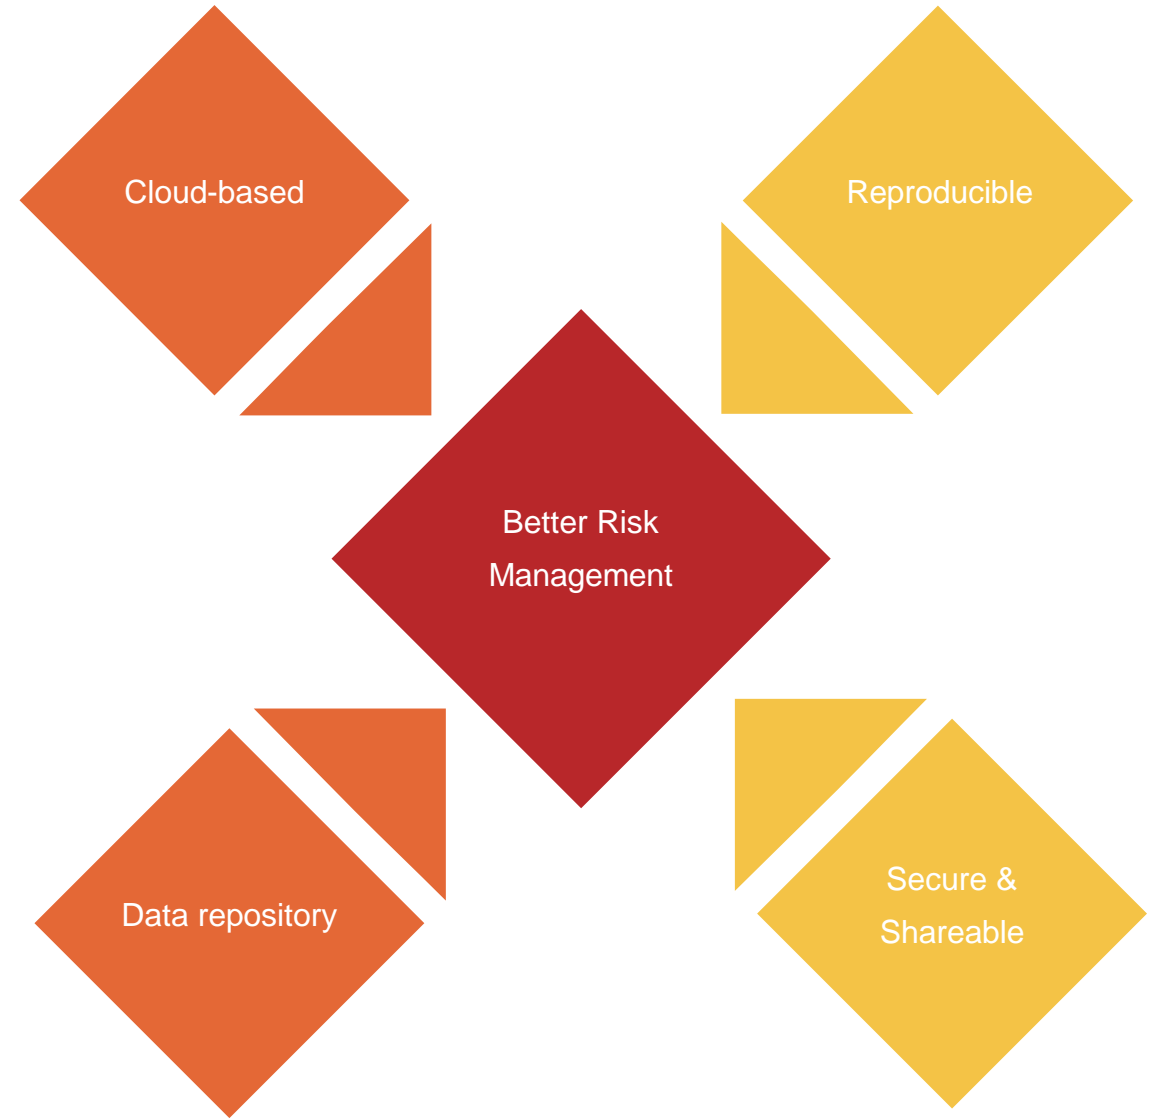 Cloud-based
Reproducible
Better Risk
Management
Data repository
Secure &
Shareable